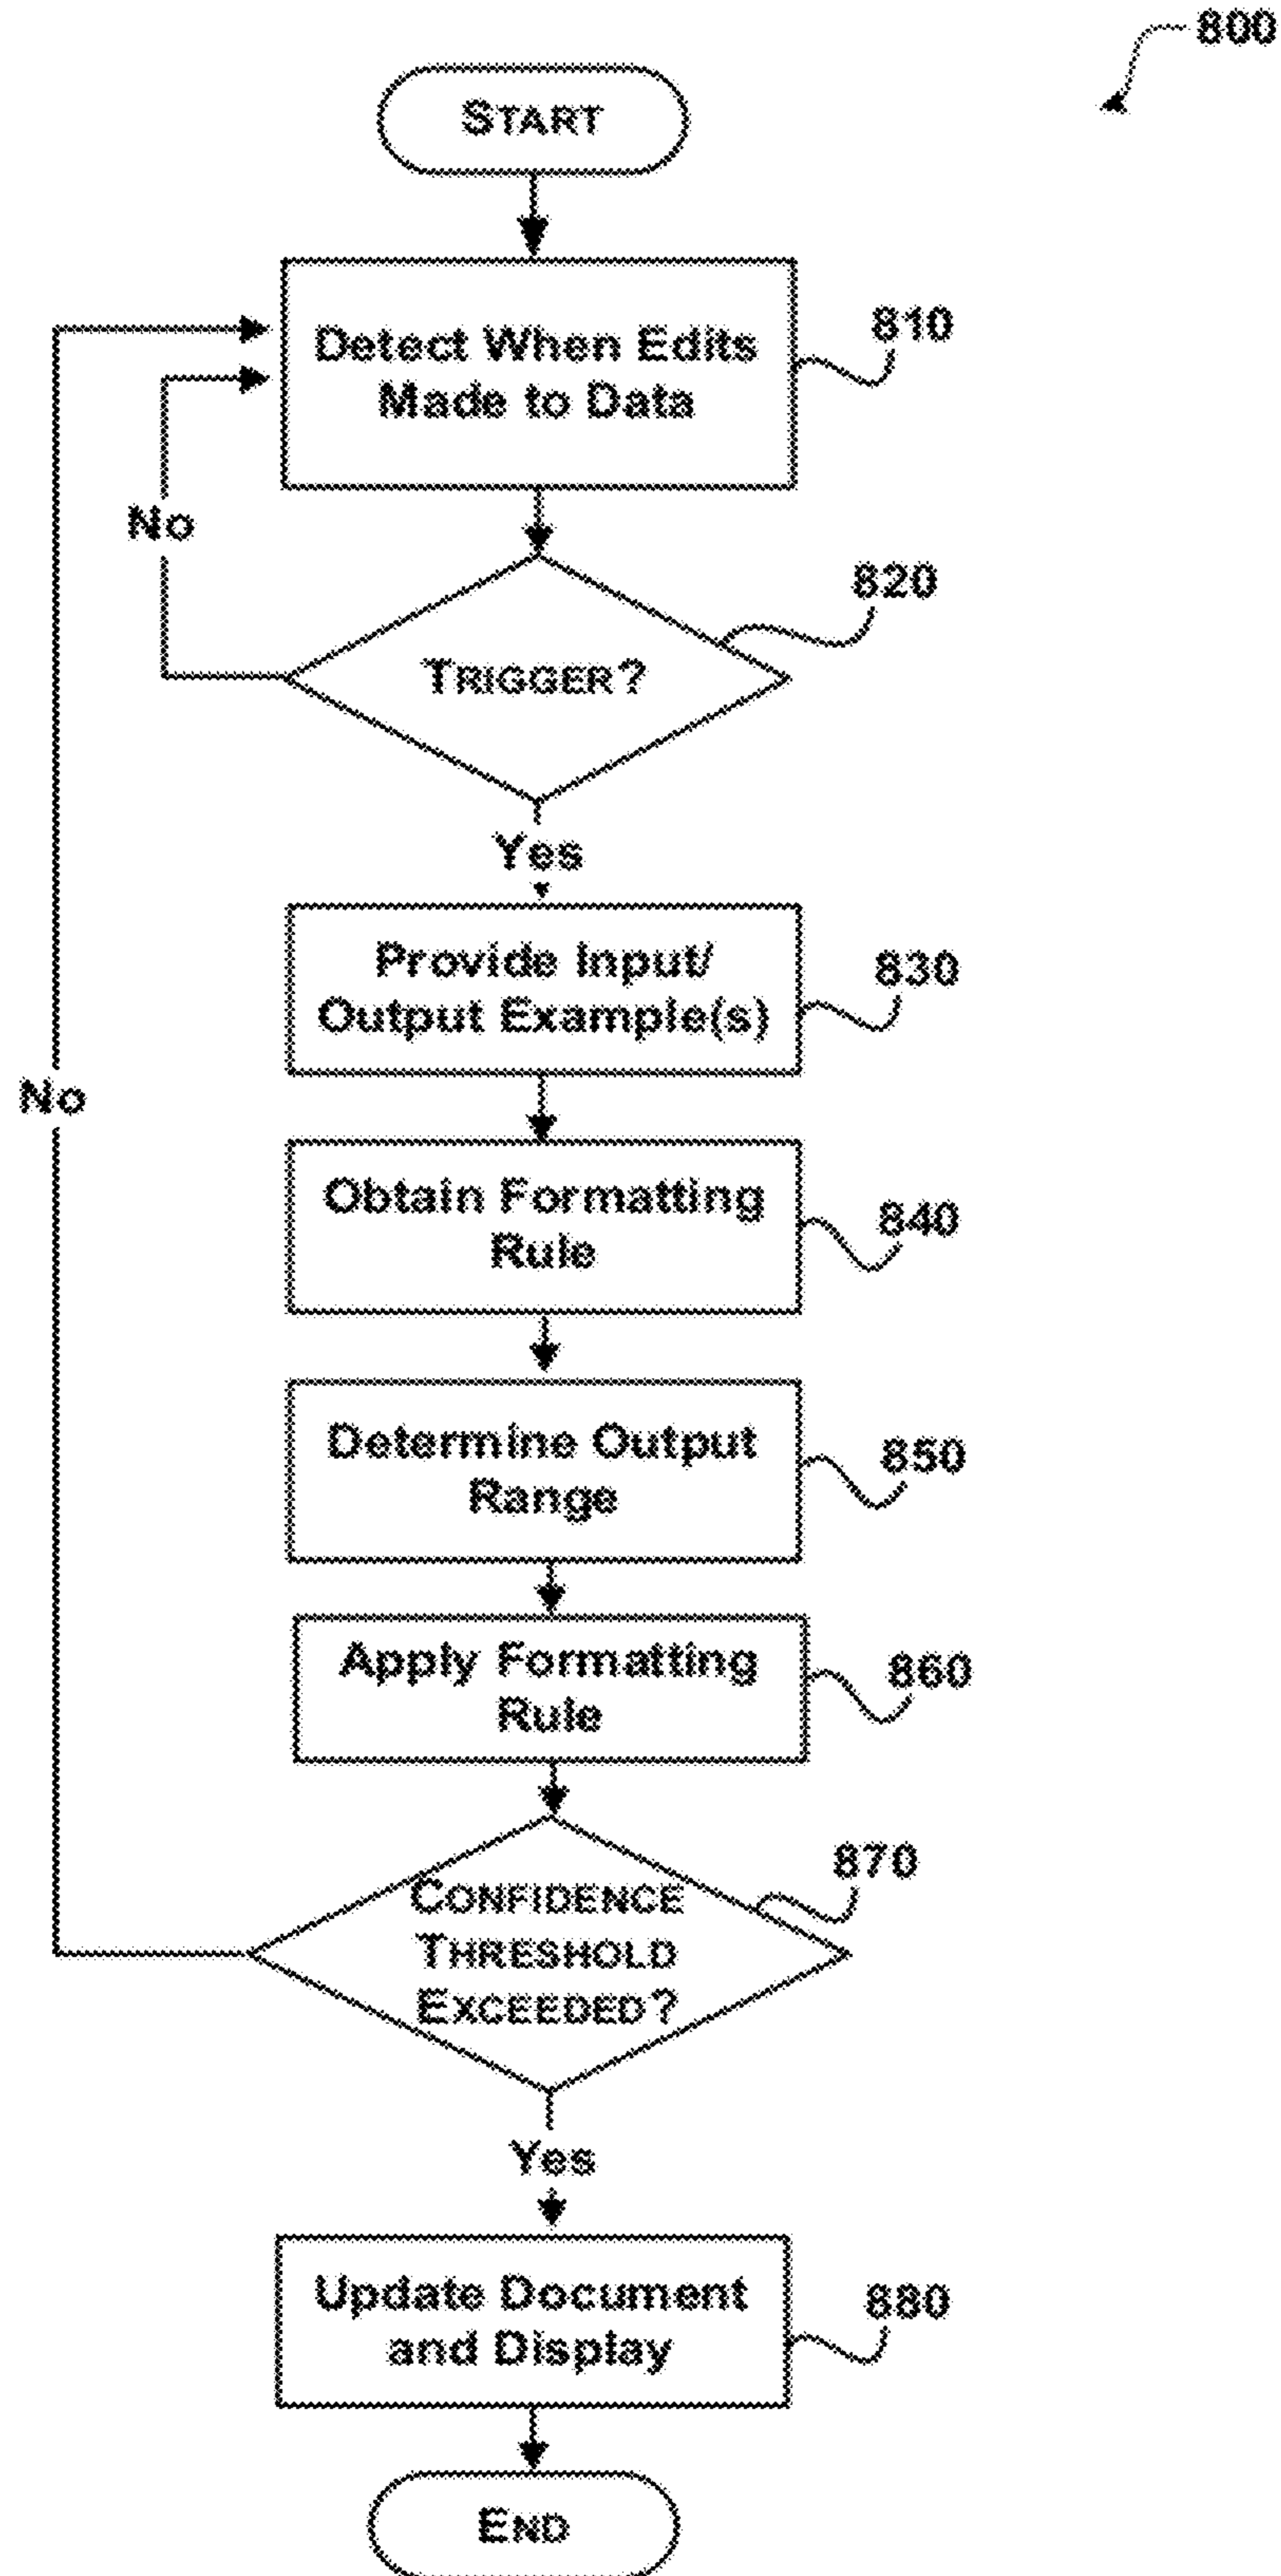 800
START
Detect When Edits
Made to Data
810
No
820
TRIGGER?
Yes
Provide Input/
Output Example(s)
830
No
Obtain Formatting
Rule
840
Determine Output
Range
850
Apply Formatting
Rule
860
870
CONFIDENCE
THRESHOLD
EXCEEDED?
Yes
Update Document
and Display
880
END